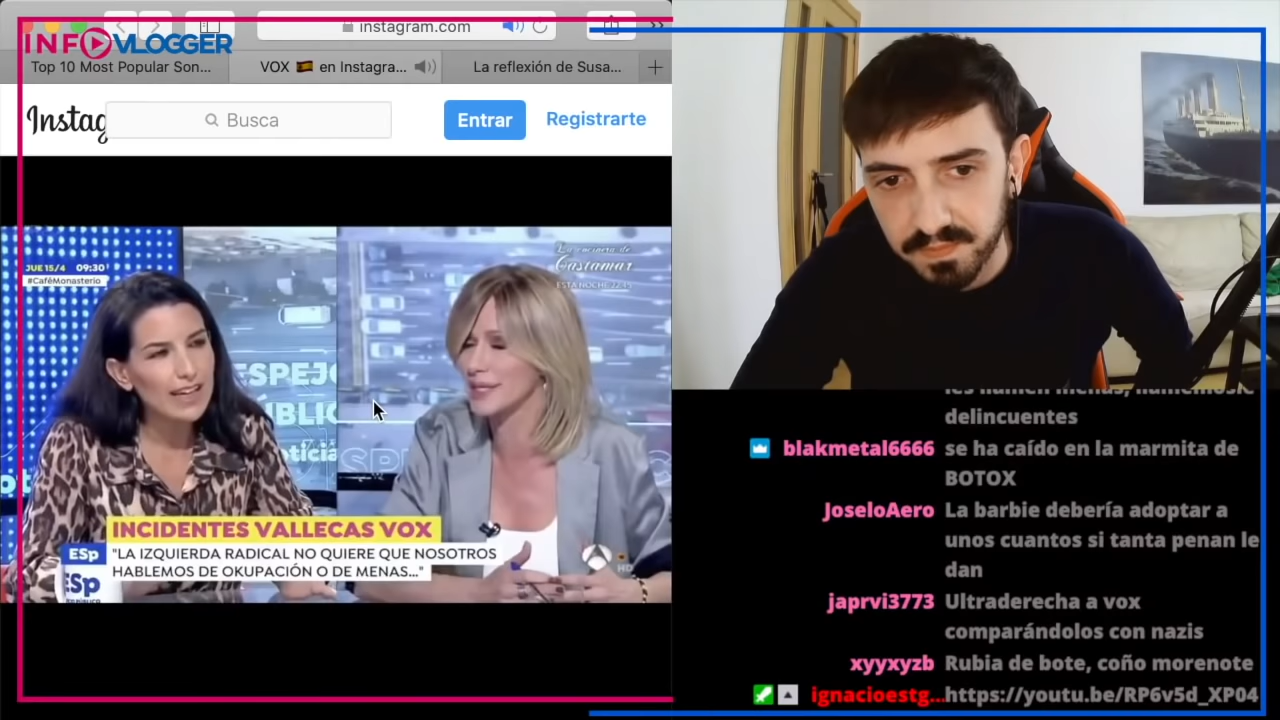 INFOVLOGGER
instagram.com
Top 10 Most Popular Son...
VOX 🇪🇸 en Instagra...
La reflexión de Susa...
Instag
Busca
Entrar
Registrarte
JUE 15/4 09:30
#CaféMonasterio
La cocinera de
Castamar
ESTA NOCHE 22:45
INCIDENTES VALLECAS VOX
ESp
"LA IZQUIERDA RADICAL NO QUIERE QUE NOSOTROS
HABLEMOS DE OKUPACIÓN O DE MENAS..."
HD
delincuentes
blakmetal6666 se ha caído en la marmita de
BOTOX
JoseloAero La barbie debería adoptar a
unos cuantos si tanta penan le
dan
japrvi3773 Ultraderecha a vox
comparándolos con nazis
xyyxyzb Rubia de bote, coño morenote
ignacioestg... https://youtu.be/RP6v5d_XP04